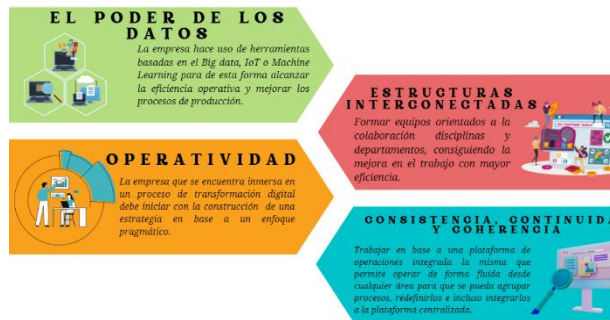 EL PODER DE LOS
DATOS
La empresa hace uso de herramientas
basadas en el Big data, IoT o Machine
Learning para de esta forma alcanzar
la eficiencia operativa y mejorar los
procesos de producción.
ESTRUCTURAS
INTERCONECTADAS
Formar equipos orientados a la
colaboración disciplinas y
departamentos, consiguiendo la
mejora en el trabajo con mayor
eficiencia.
OPERATIVIDAD
La empresa que se encuentra inmersa en
un proceso de transformación digital
debe iniciar con la construcción de una
estrategia en base a un enfoque
pragmático.
CONSISTENCIA, CONTINUIDA
Y COHERENCIA
Trabajar en base a una plataforma de
operaciones integrada la misma que
permite operar de forma fluida desde
cualquier área para que se pueda agrupar
procesos, redefinirlos e incluso integrarlos
a la plataforma centralizada.